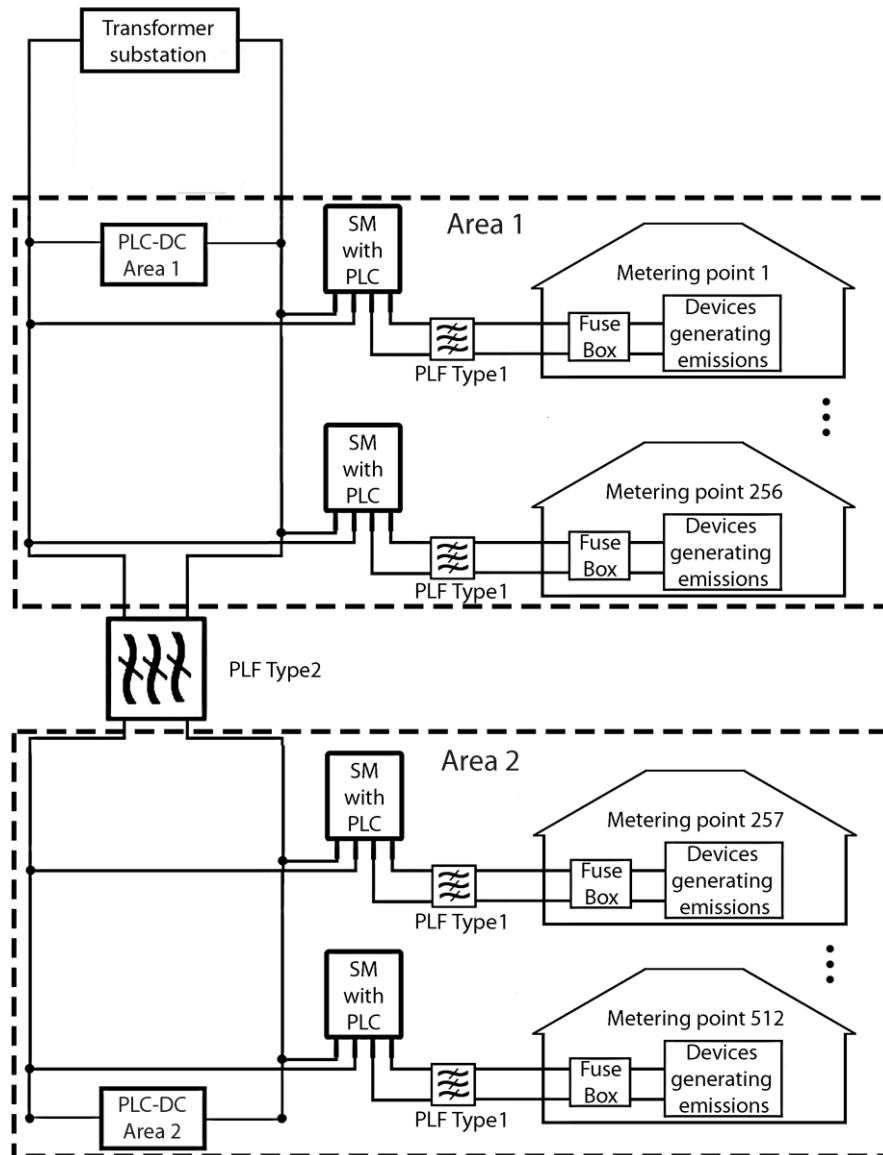 Transformer
substation
Area 1
PLC-DC
Area 1
SM
with
PLC
Metering point 1
Fuse
Box
Devices
generating
emissions
PLF Type1
SM
with
PLC
Metering point 256
Fuse
Box
Devices
generating
emissions
PLF Type1
PLF Type2
Area 2
SM
with
PLC
Metering point 257
Fuse
Box
Devices
generating
emissions
PLF Type1
SM
with
PLC
Metering point 512
Fuse
Box
Devices
generating
emissions
PLF Type1
PLC-DC
Area 2